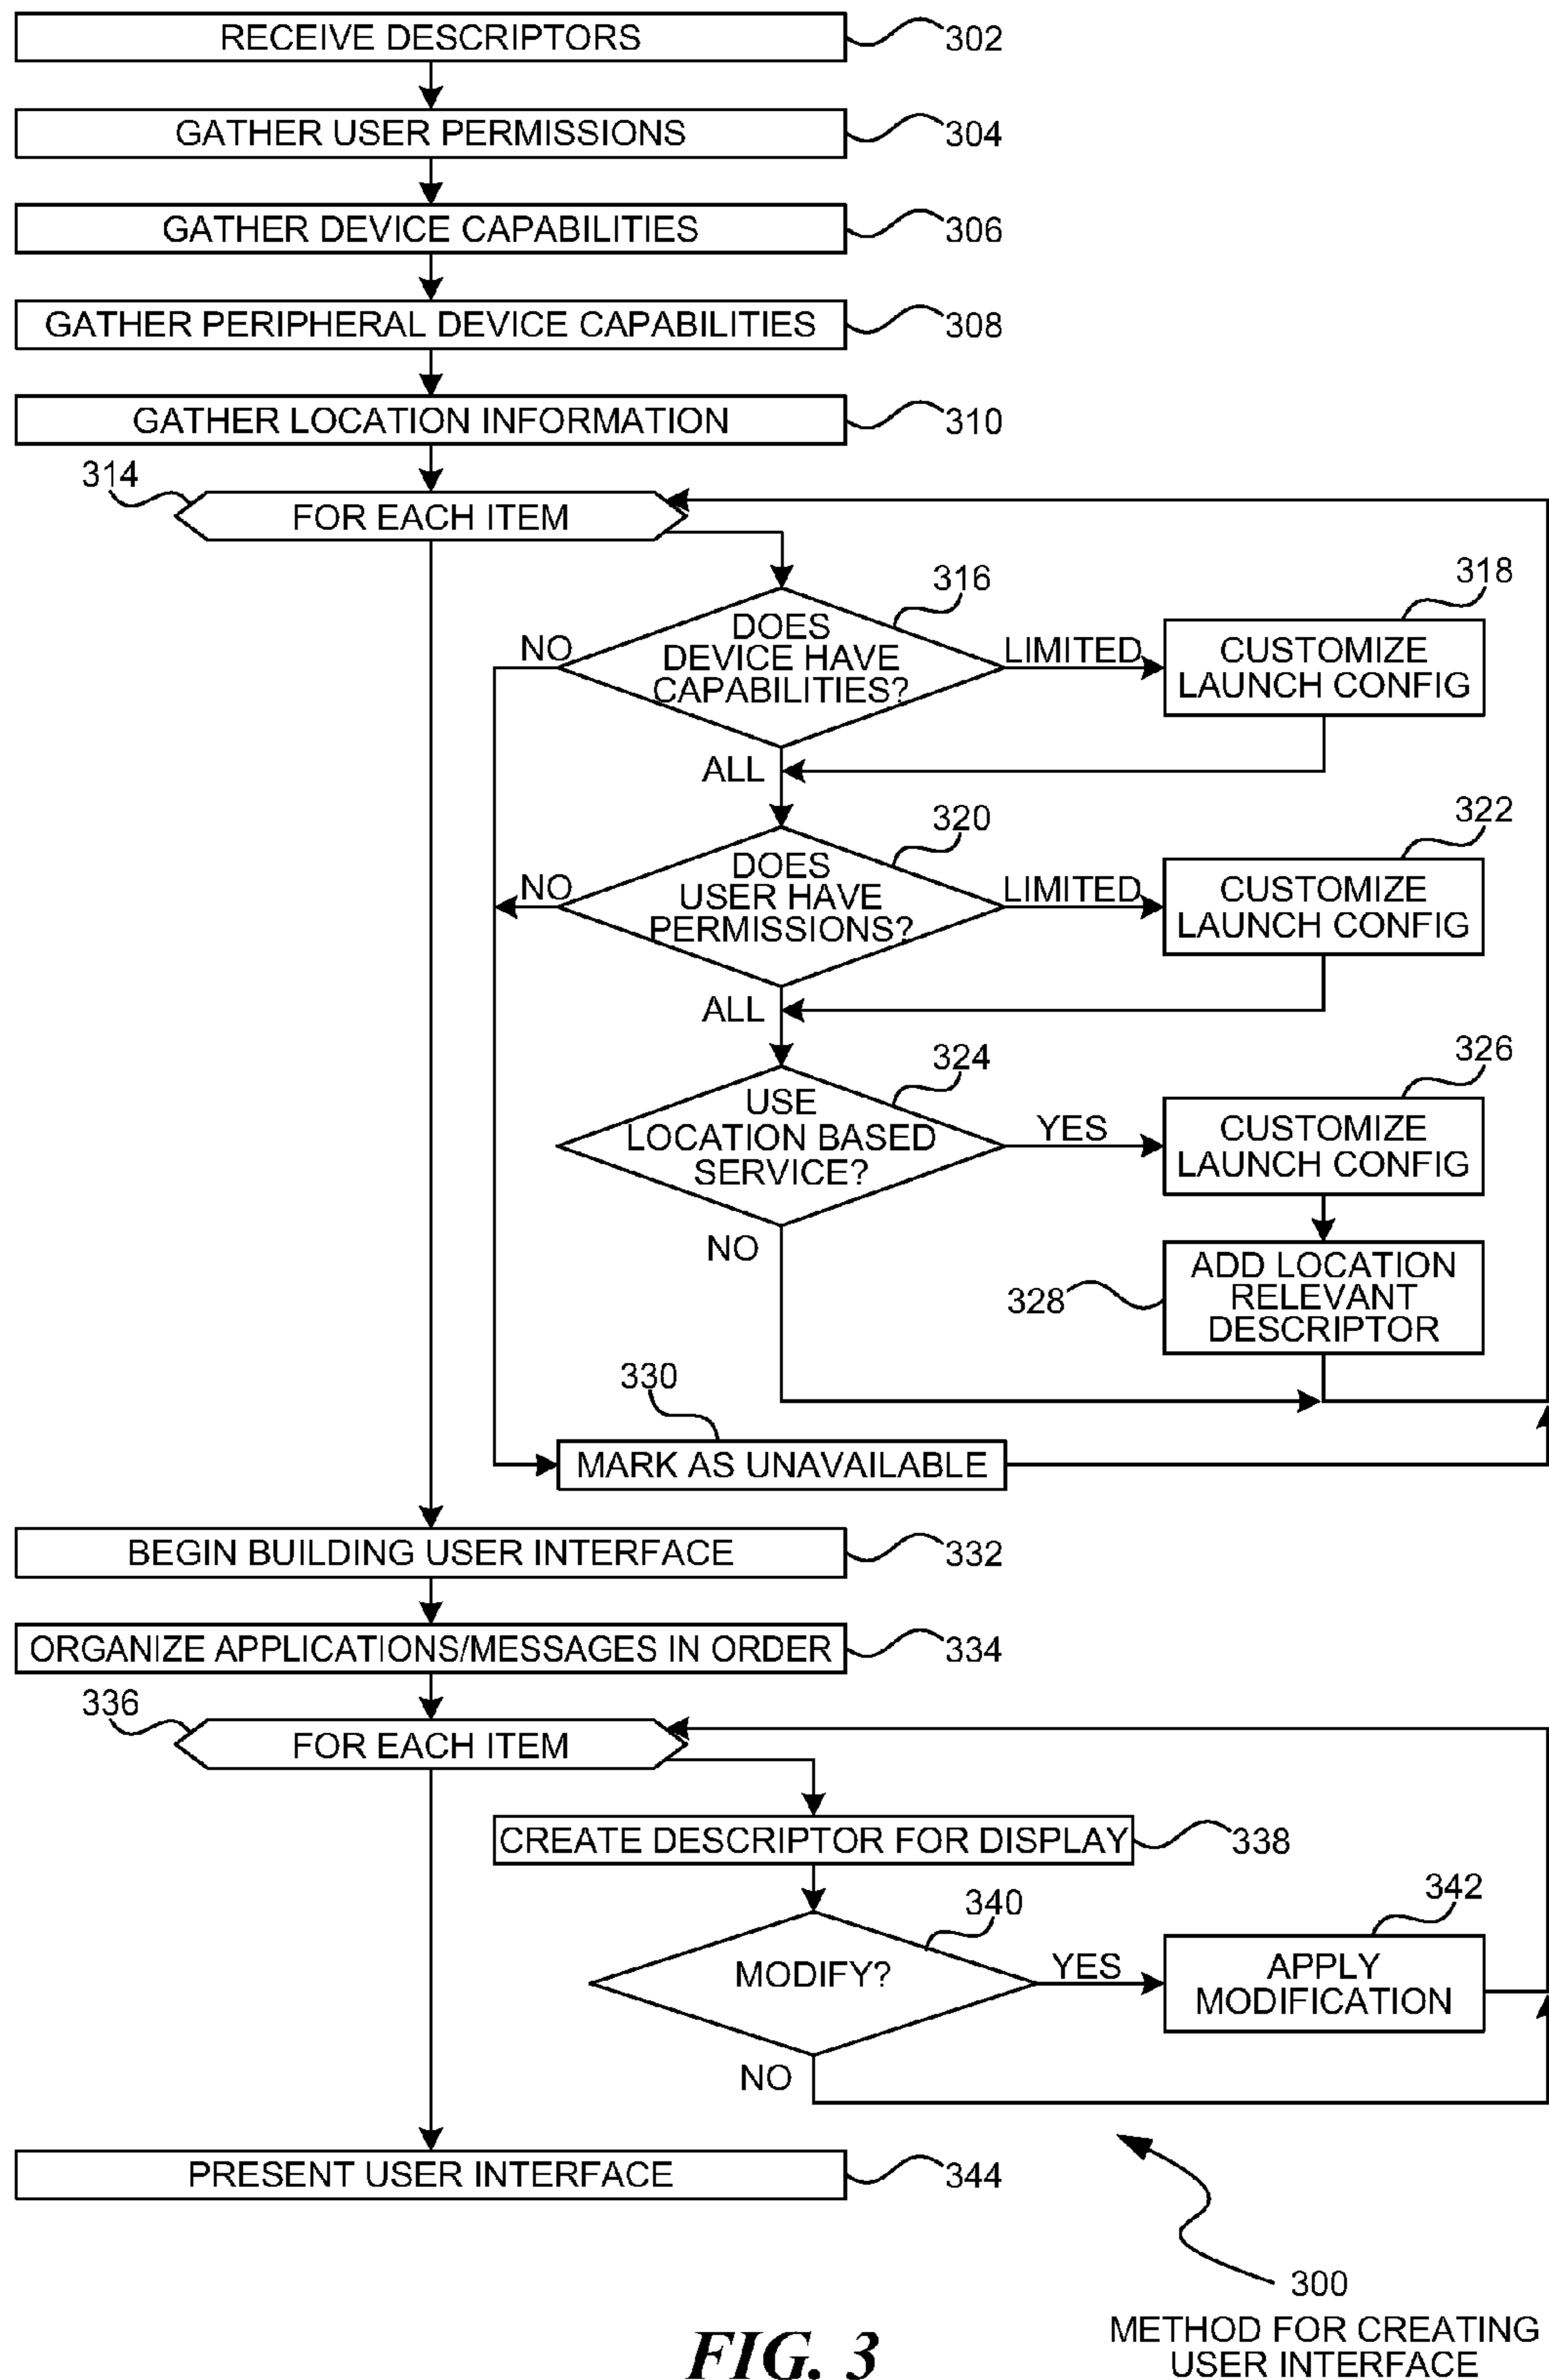 RECEIVE DESCRIPTORS
302
GATHER USER PERMISSIONS
304
GATHER DEVICE CAPABILITIES
306
GATHER PERIPHERAL DEVICE CAPABILITIES
308
GATHER LOCATION INFORMATION
310
314
FOR EACH ITEM
316
318
DOES
DEVICE HAVE
CAPABILITIES?
NO
LIMITED
CUSTOMIZE
LAUNCH CONFIG
ALL
320
322
DOES
USER HAVE
PERMISSIONS?
NO
LIMITED
CUSTOMIZE
LAUNCH CONFIG
ALL
324
326
USE
LOCATION BASED
SERVICE?
YES
CUSTOMIZE
LAUNCH CONFIG
NO
328
ADD LOCATION
RELEVANT
DESCRIPTOR
330
MARK AS UNAVAILABLE
BEGIN BUILDING USER INTERFACE
332
ORGANIZE APPLICATIONS/MESSAGES IN ORDER
334
336
FOR EACH ITEM
CREATE DESCRIPTOR FOR DISPLAY
338
340
342
MODIFY?
YES
APPLY
MODIFICATION
NO
PRESENT USER INTERFACE
344
300
METHOD FOR CREATING
USER INTERFACE
FIG. 3